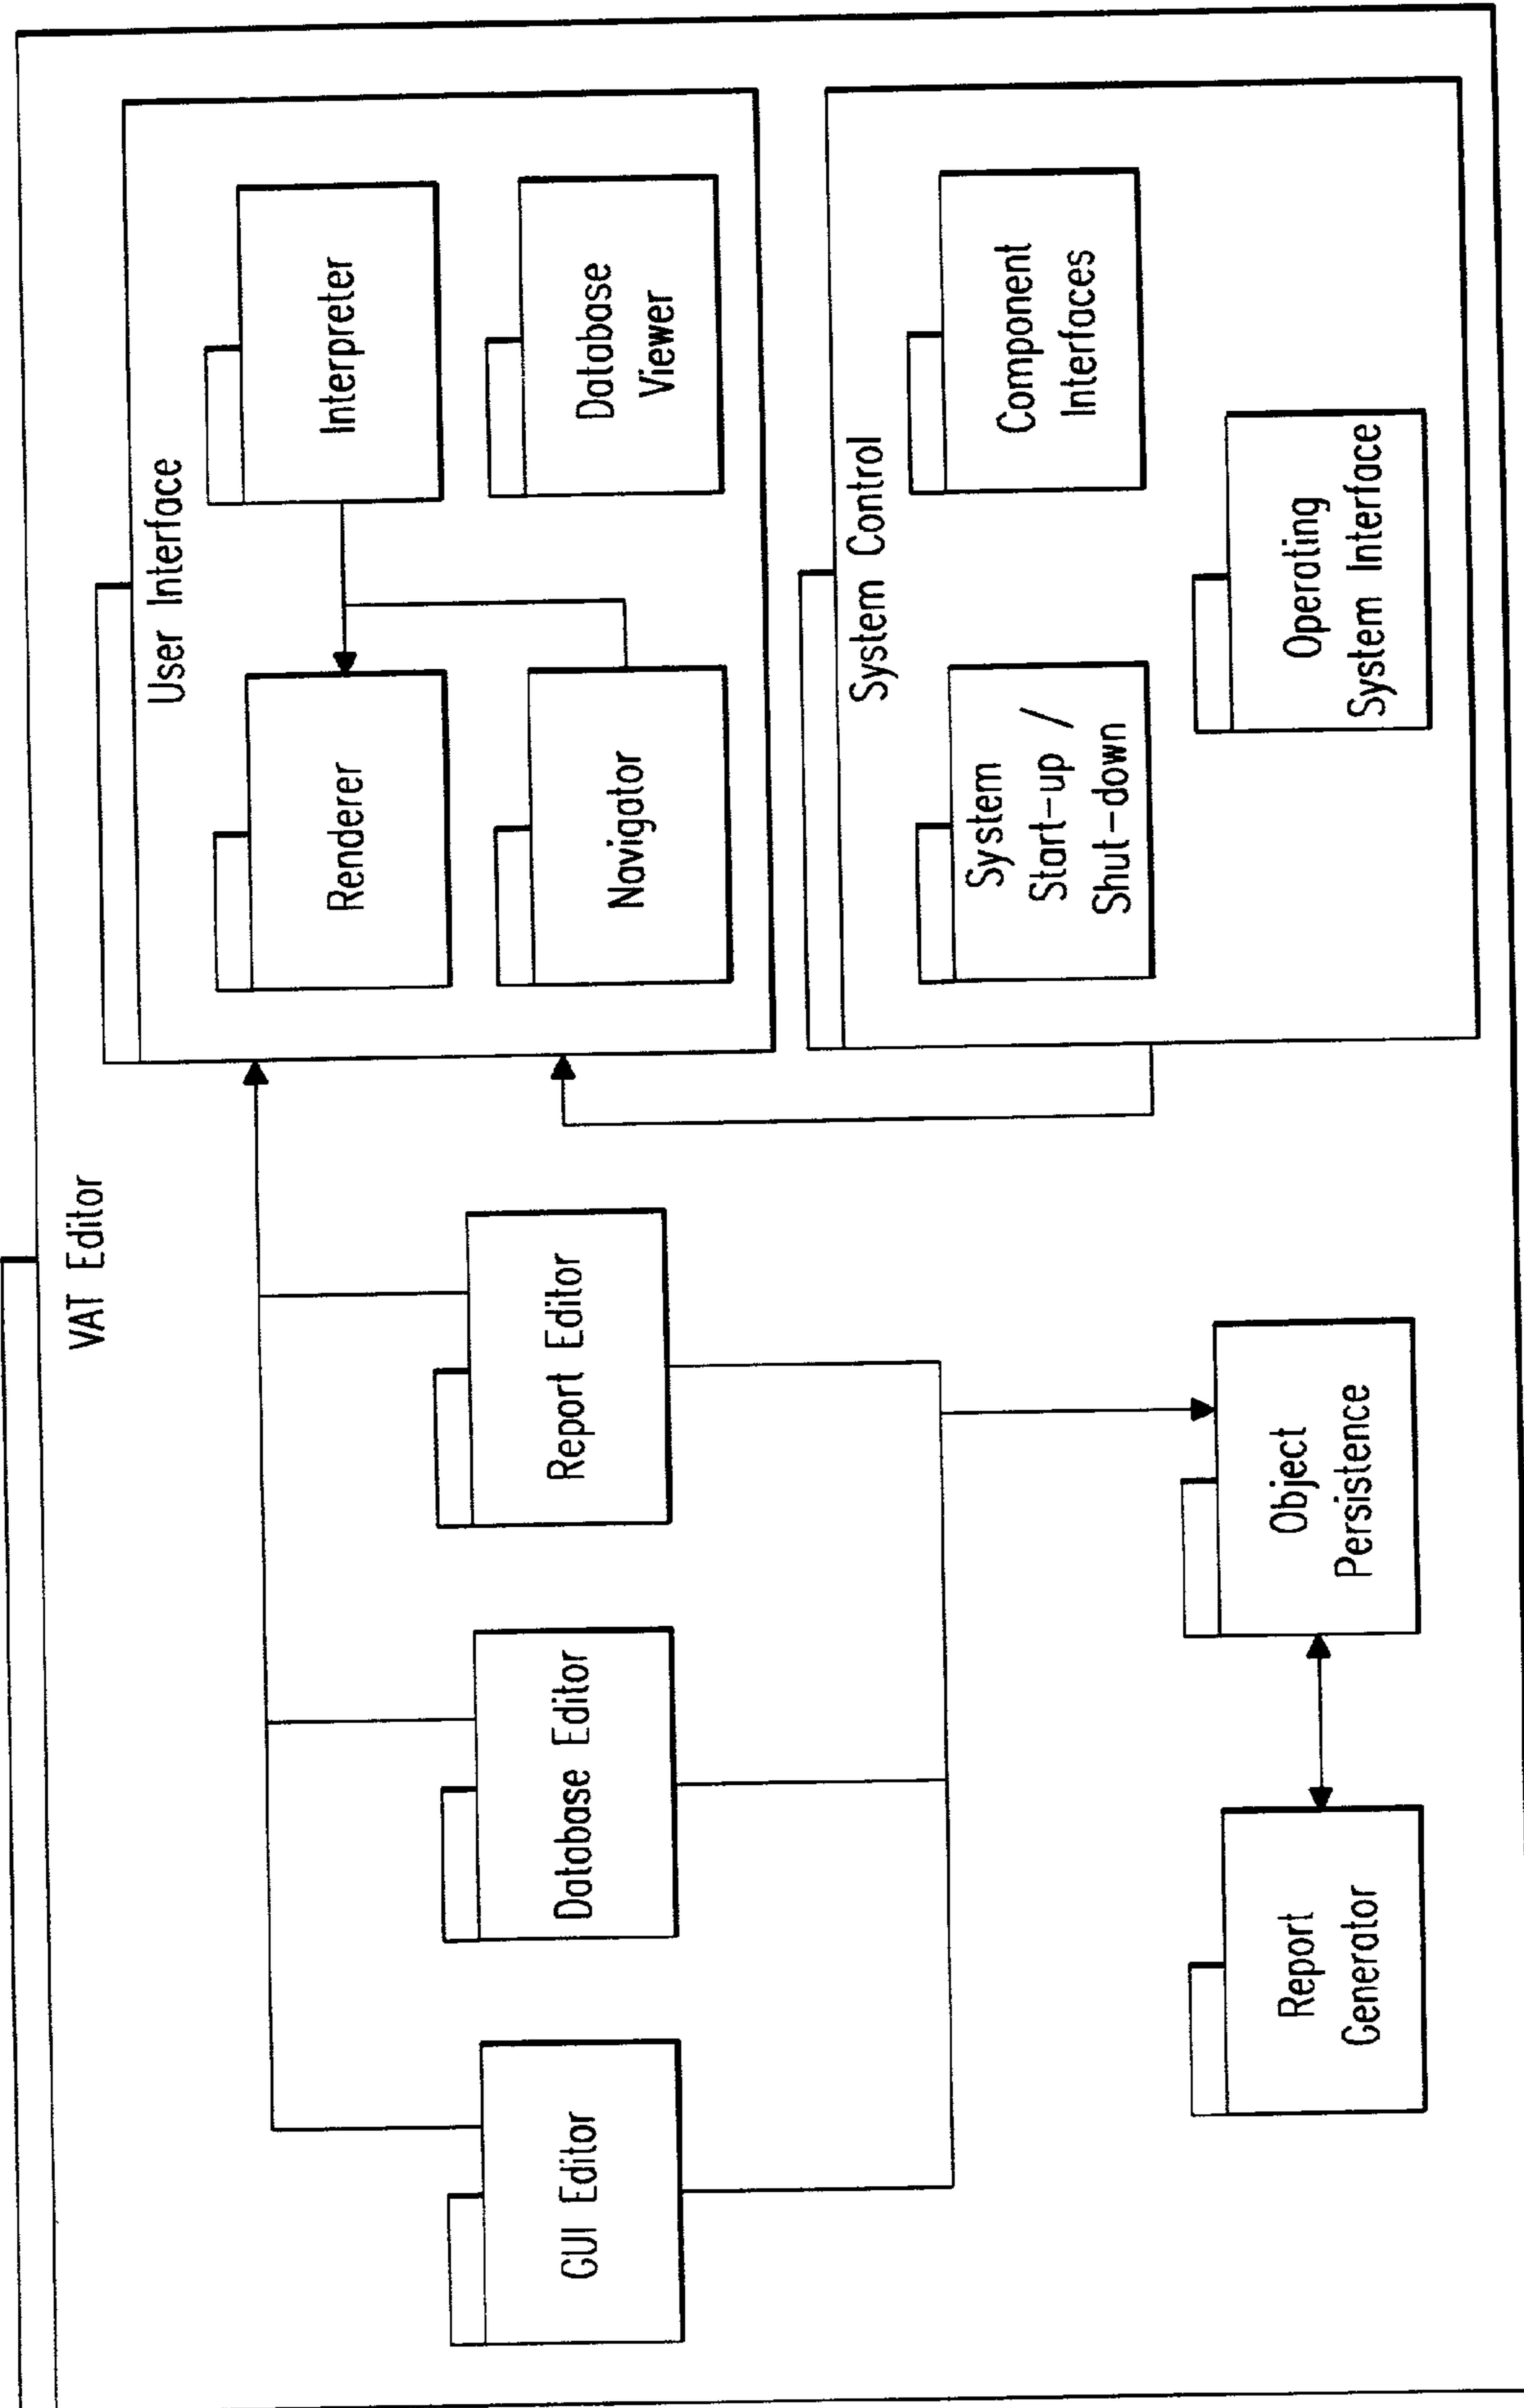 VAT Editor
GUI Editor
Database Editor
Report Editor
Report
Generator
Object
Persistence
User Interface
Renderer
Interpreter
Navigator
Database
Viewer
System Control
System
Start-up /
Shut-down
Component
Interfaces
Operating
System Interface